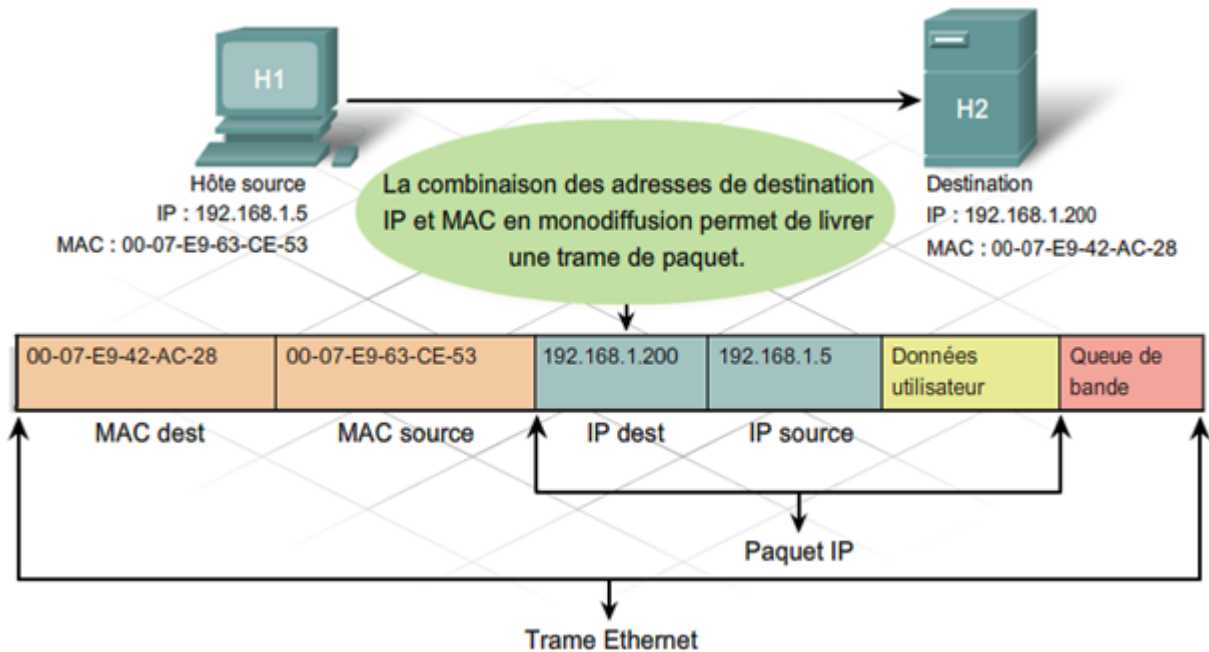 H1
H2
Hôte source
IP : 192.168.1.5
MAC : 00-07-E9-63-CE-53
La combinaison des adresses de destination
IP et MAC en monodiffusion permet de livrer
une trame de paquet.
Destination
IP : 192.168.1.200
MAC : 00-07-E9-42-AC-28
00-07-E9-42-AC-28
00-07-E9-63-CE-53
192.168.1.200
192.168.1.5
Données
utilisateur
Queue de
bande
MAC dest
MAC source
IP dest
IP source
Paquet IP
Trame Ethernet